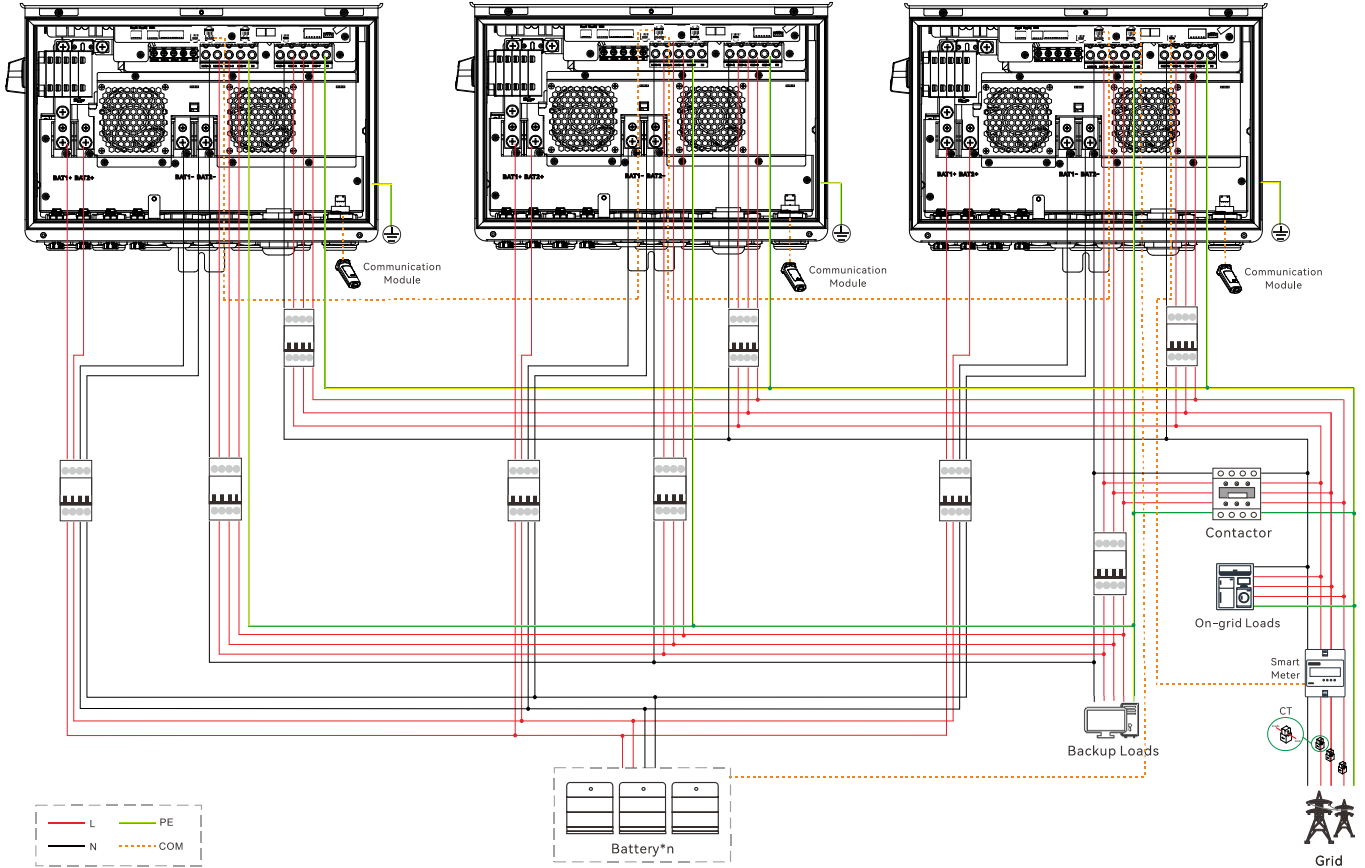 BAT1+ BAT2+
BAT1- BAT2-
BAT1+ BAT2+
BAT1- BAT2-
BAT1+ BAT2+
BAT1- BAT2-
Communication
Module
Communication
Module
Communication
Module
Contactor
On-grid Loads
Smart
Meter
CT
Backup Loads
Battery*n
Grid
L
PE
N
COM